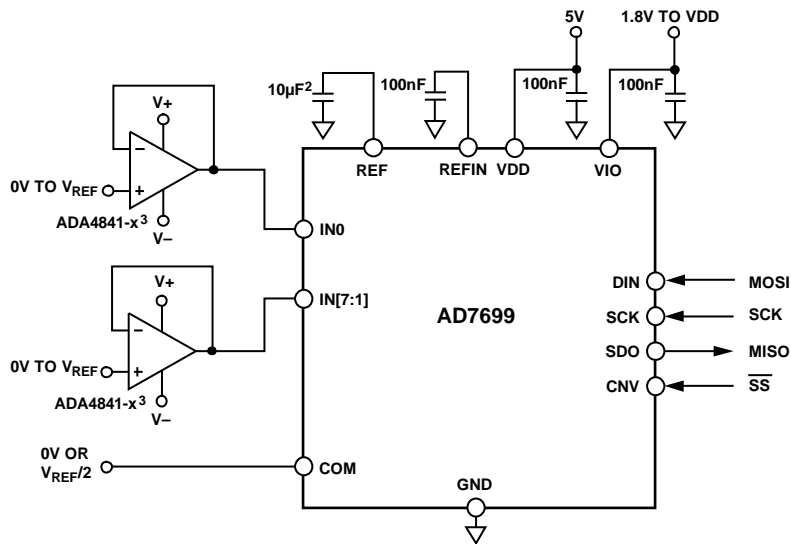 5V
1.8V TO VDD
10µF²
100nF
100nF
100nF
V+
REF
REFIN
VDD
VIO
−
+
0V TO VREF
ADA4841-x³
V−
IN0
V+
IN[7:1]
AD7699
DIN
MOSI
SCK
SCK
−
SDO
MISO
0V TO VREF
+
CNV
SS
ADA4841-x³
V−
0V OR
VREF/2
COM
GND